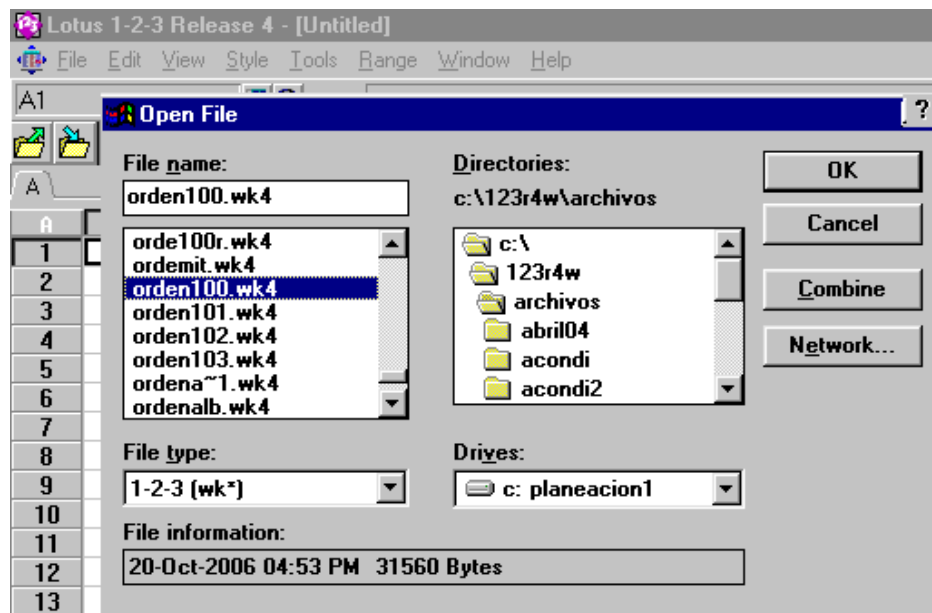 Lotus 1-2-3 Release 4 - [Untitled]
File Edit View Style Tools Range Window Help
A1
Open File
?
File name:
orden100.wk4
orde100r.wk4
ordemit.wk4
orden100.wk4
orden101.wk4
orden102.wk4
orden103.wk4
ordena~1.wk4
ordenalb.wk4
File type:
1-2-3 (wk*)
File information:
20-Oct-2006 04:53 PM 31560 Bytes
Directories:
c:\123r4w\archivos
c:\
123r4w
archivos
abril04
acondi
acondi2
Drives:
c: planeacion1
OK
Cancel
Combine
Network...
A
A
1
2
3
4
5
6
7
8
9
10
11
12
13